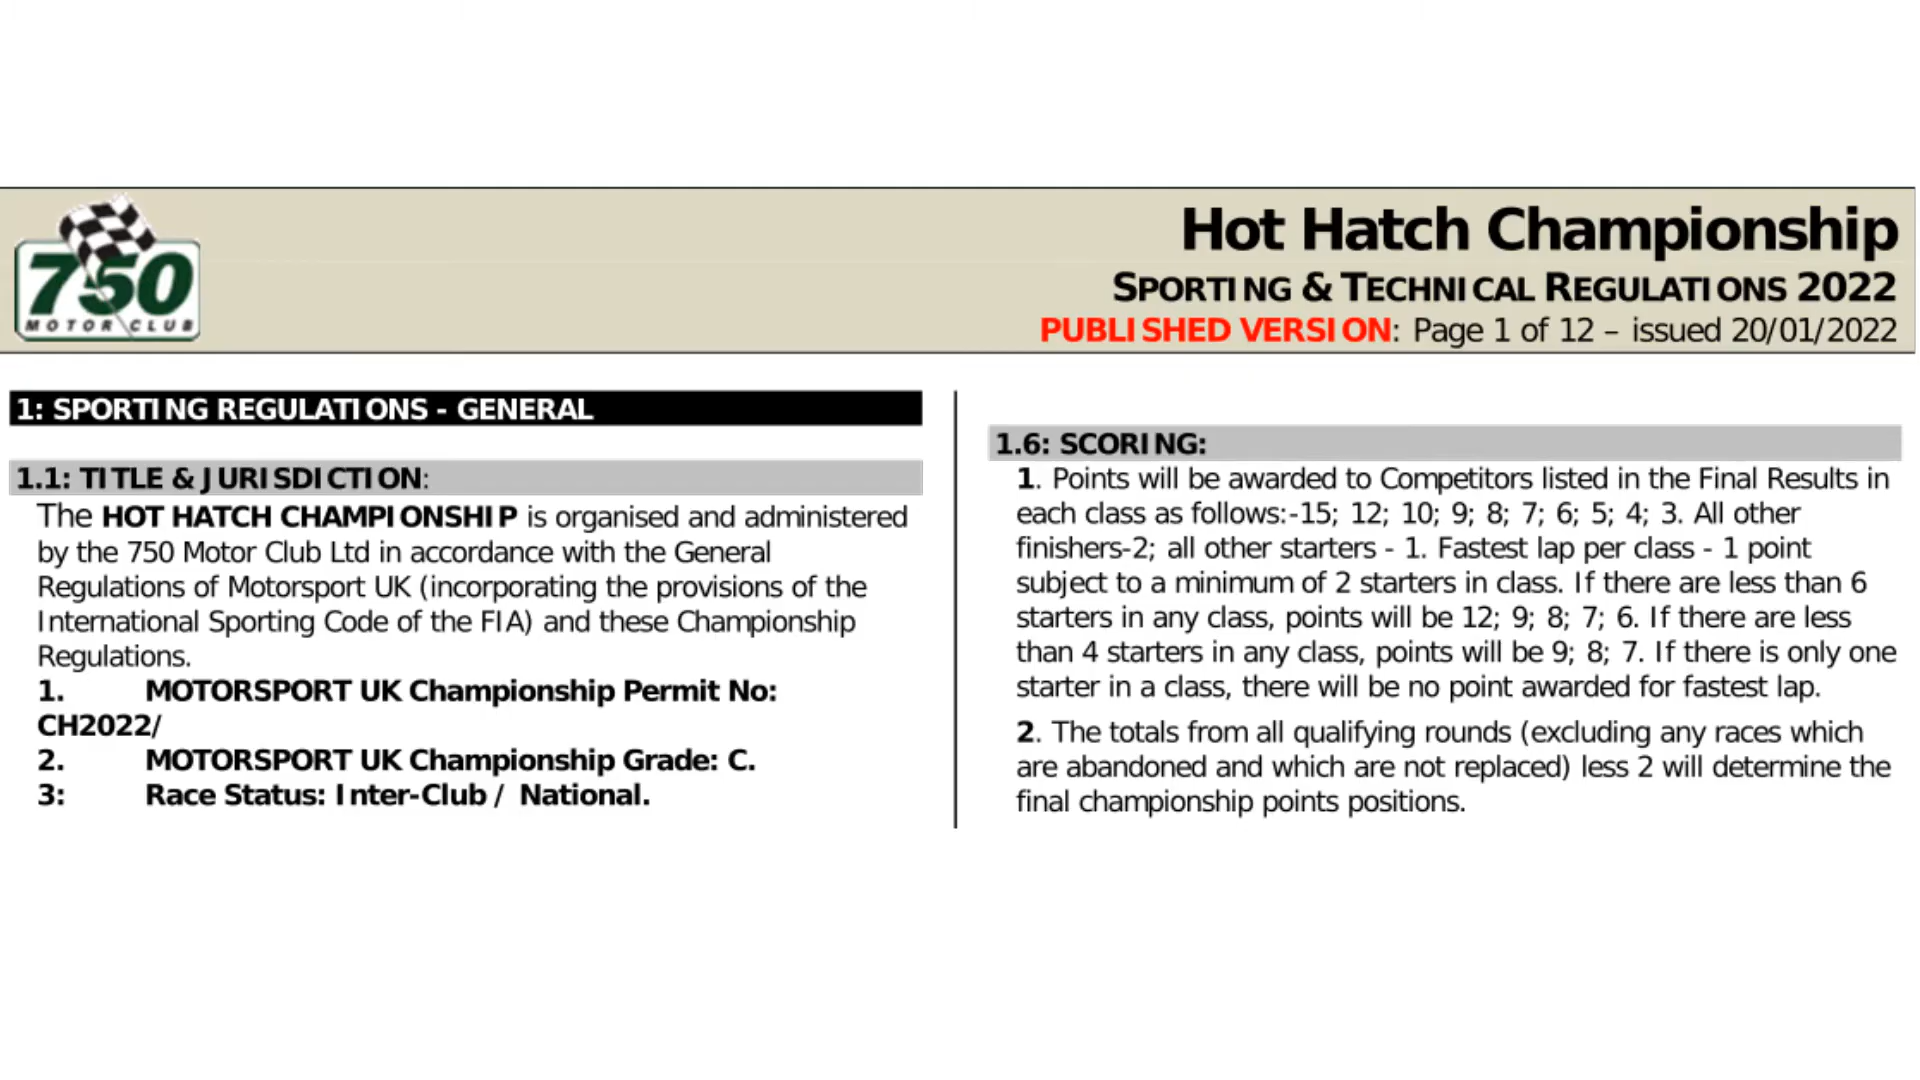 750
MOTOR CLUB
Hot Hatch Championship
SPORTING & TECHNICAL REGULATIONS 2022
PUBLISHED VERSION: Page 1 of 12 – issued 20/01/2022
1: SPORTING REGULATIONS - GENERAL
1.1: TITLE & JURISDICTION:
The HOT HATCH CHAMPIONSHIP is organised and administered
by the 750 Motor Club Ltd in accordance with the General
Regulations of Motorsport UK (incorporating the provisions of the
International Sporting Code of the FIA) and these Championship
Regulations.
1. MOTORSPORT UK Championship Permit No:
CH2022/
2. MOTORSPORT UK Championship Grade: C.
3: Race Status: Inter-Club / National.
1.6: SCORING:
1. Points will be awarded to Competitors listed in the Final Results in
each class as follows:-15; 12; 10; 9; 8; 7; 6; 5; 4; 3. All other
finishers-2; all other starters - 1. Fastest lap per class - 1 point
subject to a minimum of 2 starters in class. If there are less than 6
starters in any class, points will be 12; 9; 8; 7; 6. If there are less
than 4 starters in any class, points will be 9; 8; 7. If there is only one
starter in a class, there will be no point awarded for fastest lap.
2. The totals from all qualifying rounds (excluding any races which
are abandoned and which are not replaced) less 2 will determine the
final championship points positions.